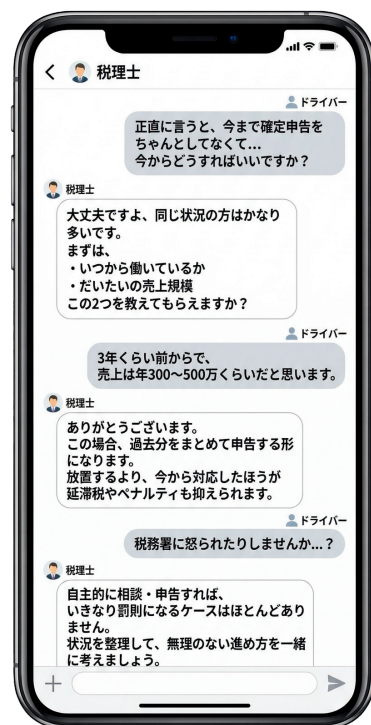 税理士
ドライバー
正直に言うと、今まで確定申告を
ちゃんとしてなくて…
今からどうすればいいですか？
税理士
大丈夫ですよ、同じ状況の方はかなり
多いです。
まずは、
・いつから働いているか
・だいたいの売上規模
この2つを教えてもらえますか？
ドライバー
3年くらい前からで、
売上は年300〜500万くらいだと思います。
税理士
ありがとうございます。
この場合、過去分をまとめて申告する形
になります。
放置するより、今から対応したほうが
延滞税やペナルティも抑えられます。
ドライバー
税務署に怒られたりしませんか…？
税理士
自主的に相談・申告すれば、
いきなり罰則になるケースはほとんどあり
ません。
状況を整理して、無理のない進め方を一緒
に考えましょう。